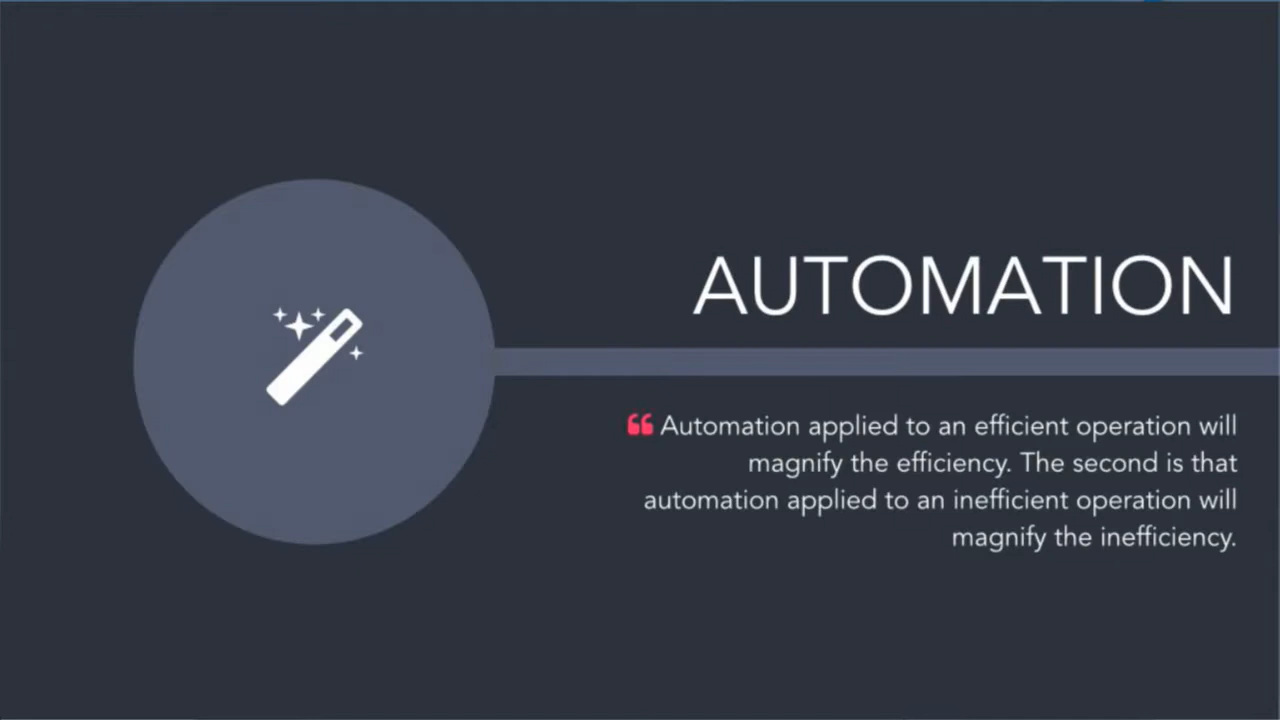 AUTOMATION
❝ Automation applied to an efficient operation will
magnify the efficiency. The second is that
automation applied to an inefficient operation will
magnify the inefficiency.